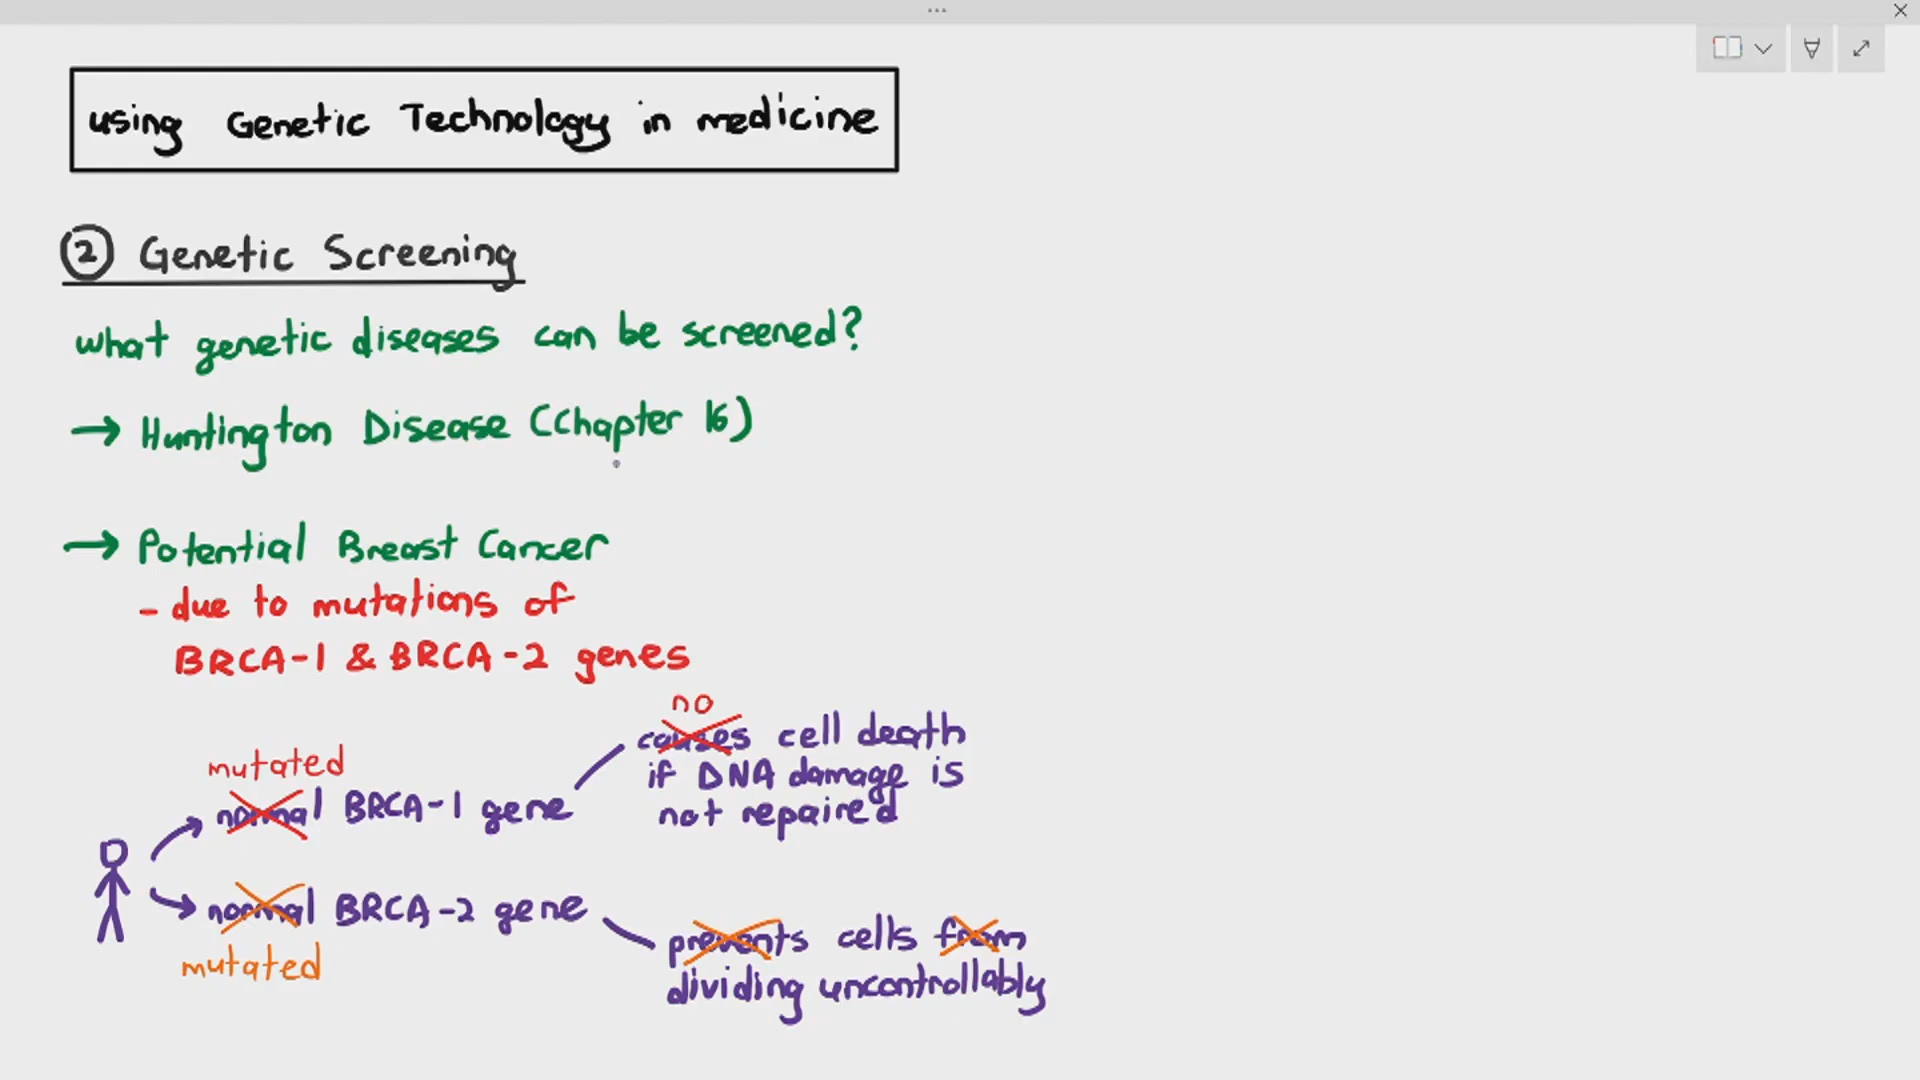 using Genetic Technology in medicine
2 Genetic Screening
what genetic diseases can be screened?
→ Huntington Disease (Chapter 16)
→ Potential Breast Cancer
- due to mutations of
BRCA-1 & BRCA-2 genes
no
causes cell death
if DNA damage is
not repaired
mutated
normal BRCA-1 gene
normal BRCA-2 gene
mutated
prevents cells from
dividing uncontrollably